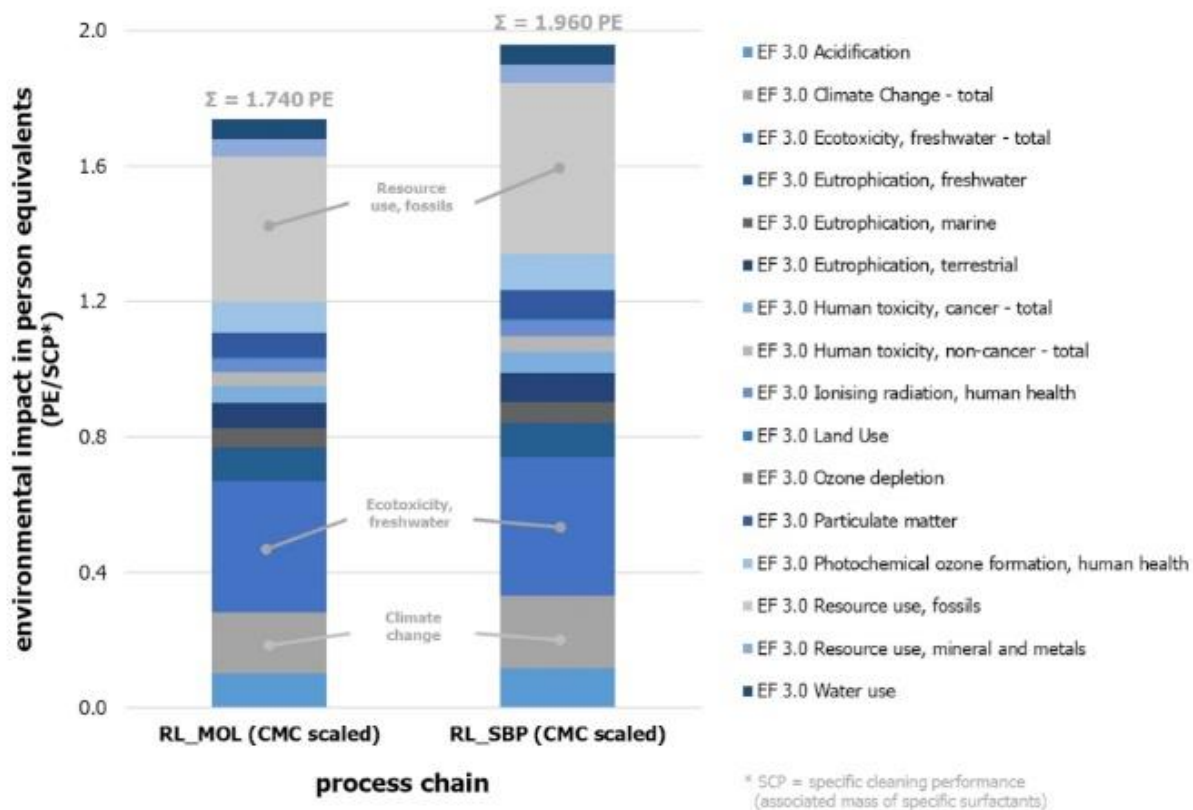 environmental impact in person equivalents
(PE/SCP*)
2.0
1.6
1.2
0.8
0.4
0.0
Σ = 1.740 PE
Σ = 1.960 PE
Resource
use, fossils
Ecotoxicity,
freshwater
Climate
change
RL_MOL (CMC scaled)
RL_SBP (CMC scaled)
process chain
EF 3.0 Acidification
EF 3.0 Climate Change - total
EF 3.0 Ecotoxicity, freshwater - total
EF 3.0 Eutrophication, freshwater
EF 3.0 Eutrophication, marine
EF 3.0 Eutrophication, terrestrial
EF 3.0 Human toxicity, cancer - total
EF 3.0 Human toxicity, non-cancer - total
EF 3.0 Ionising radiation, human health
EF 3.0 Land Use
EF 3.0 Ozone depletion
EF 3.0 Particulate matter
EF 3.0 Photochemical ozone formation, human health
EF 3.0 Resource use, fossils
EF 3.0 Resource use, mineral and metals
EF 3.0 Water use
* SCP = specific cleaning performance
(associated mass of specific surfactants)